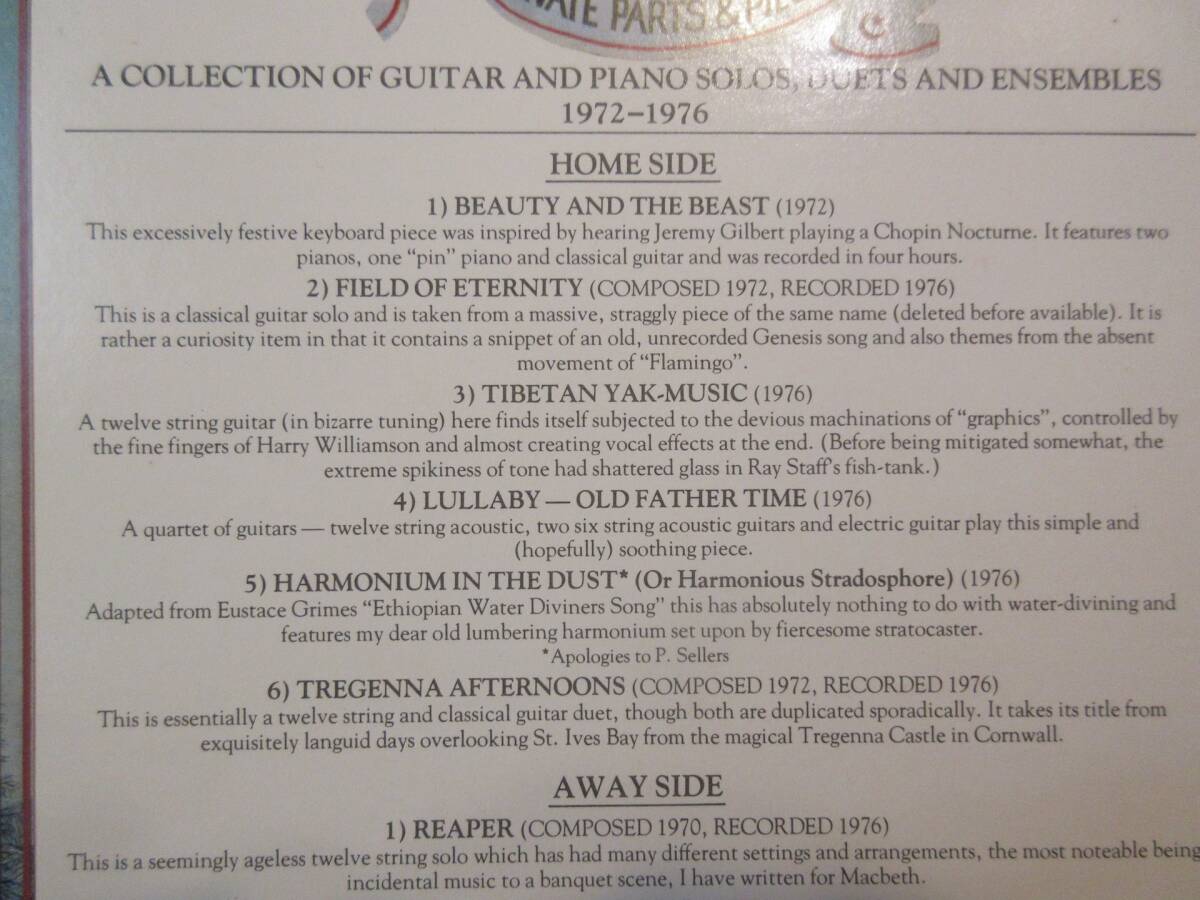 PARTS &
A COLLECTION OF GUITAR AND PIANO SOLOS, DUETS AND ENSEMBLES
1972–1976
HOME SIDE
1) BEAUTY AND THE BEAST (1972)
This excessively festive keyboard piece was inspired by hearing Jeremy Gilbert playing a Chopin Nocturne. It features two
pianos, one “pin” piano and classical guitar and was recorded in four hours.
2) FIELD OF ETERNITY (COMPOSED 1972, RECORDED 1976)
This is a classical guitar solo and is taken from a massive, straggly piece of the same name (deleted before available). It is
rather a curiosity item in that it contains a snippet of an old, unrecorded Genesis song and also themes from the absent
movement of “Flamingo”.
3) TIBETAN YAK-MUSIC (1976)
A twelve string guitar (in bizarre tuning) here finds itself subjected to the devious machinations of “graphics”, controlled by
the fine fingers of Harry Williamson and almost creating vocal effects at the end. (Before being mitigated somewhat, the
extreme spikiness of tone had shattered glass in Ray Staff's fish-tank.)
4) LULLABY — OLD FATHER TIME (1976)
A quartet of guitars — twelve string acoustic, two six string acoustic guitars and electric guitar play this simple and
(hopefully) soothing piece.
5) HARMONIUM IN THE DUST* (Or Harmonious Stradosphore) (1976)
Adapted from Eustace Grimes “Ethiopian Water Diviners Song” this has absolutely nothing to do with water-divining and
features my dear old lumbering harmonium set upon by fiercesome stratocaster.
*Apologies to P. Sellers
6) TREGENNA AFTERNOONS (COMPOSED 1972, RECORDED 1976)
This is essentially a twelve string and classical guitar duet, though both are duplicated sporadically. It takes its title from
exquisitely languid days overlooking St. Ives Bay from the magical Tregenna Castle in Cornwall.
AWAY SIDE
1) REAPER (COMPOSED 1970, RECORDED 1976)
This is a seemingly ageless twelve string solo which has had many different settings and arrangements, the most noteable being
incidental music to a banquet scene, I have written for Macbeth.